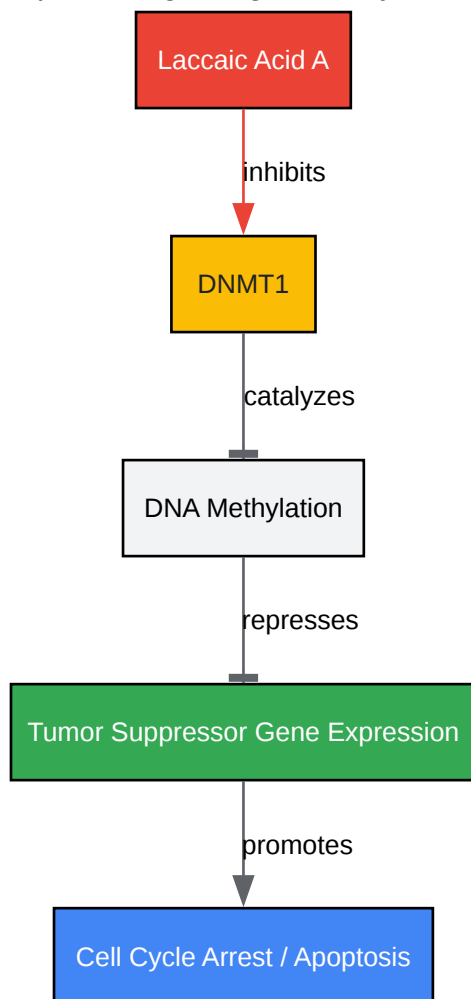 Laccaic Acid A
inhibits
DNMT1
catalyzes
DNA Methylation
represses
Tumor Suppressor Gene Expression
promotes
Cell Cycle Arrest / Apoptosis